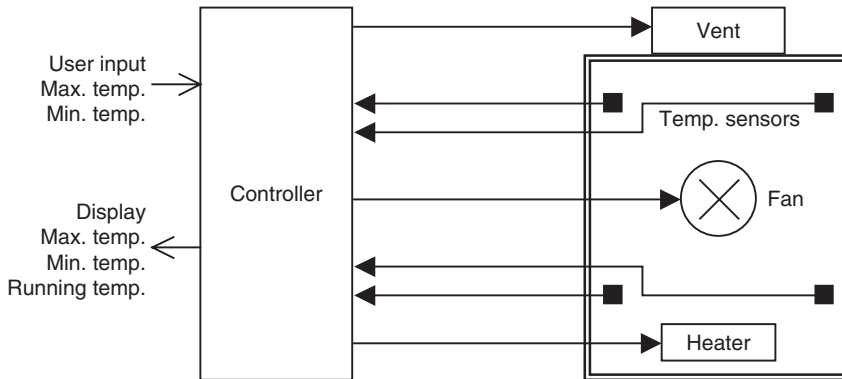 User input
Max. temp.
Min. temp.
Display
Max. temp.
Min. temp.
Running temp.
Controller
Vent
Temp. sensors
Fan
Heater